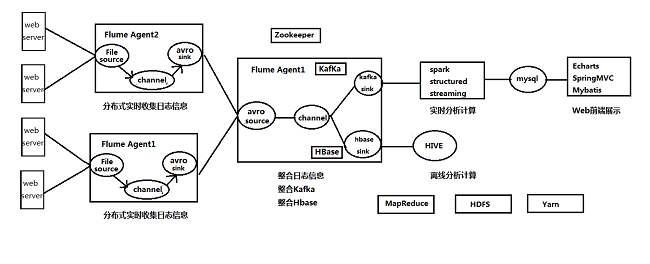 web
server
web
server
Flume Agent2
File
source
channel
avro
sink
分布式实时收集日志信息
web
server
web
server
Flume Agent1
File
source
channel
avro
sink
分布式实时收集日志信息
Zookeeper
Flume Agent1
KafKa
avro
source
channel
kafka
sink
hbase
sink
HBase
整合日志信息
整合Kafka
整合Hbase
spark
structured
streaming
实时分析计算
mysql
Echarts
SpringMVC
Mybatis
Web前端展示
HIVE
离线分析计算
MapReduce
HDFS
Yarn